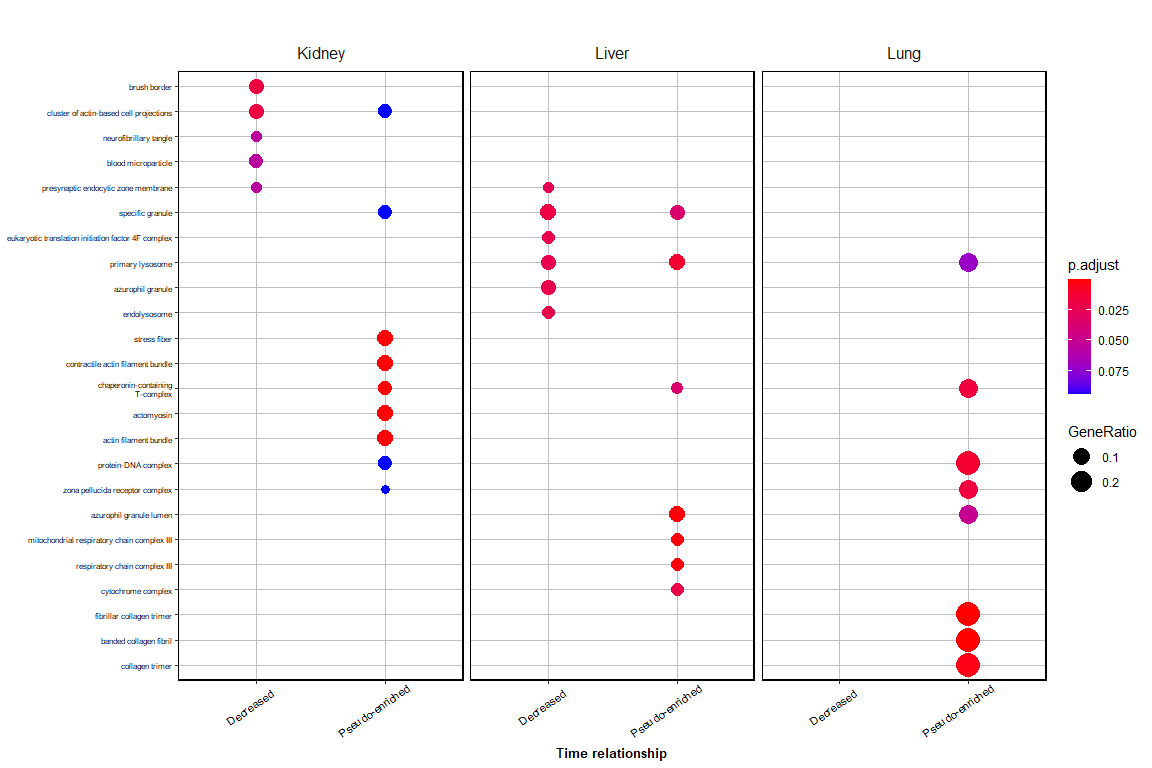 Kidney
Liver
Lung
brush border
cluster of actin-based cell projections
neurofibrillary tangle
blood microparticle
presynaptic endocytic zone membrane
specific granule
eukaryotic translation initiation factor 4F complex
primary lysosome
azurophil granule
endolysosome
stress fiber
contractile actin filament bundle
chaperonin-containing
T-complex
actomyosin
actin filament bundle
protein-DNA complex
zona pellucida receptor complex
azurophil granule lumen
mitochondrial respiratory chain complex III
respiratory chain complex III
cytochrome complex
fibrillar collagen trimer
banded collagen fibril
collagen trimer
Decreased
Pseudo-enriched
Decreased
Pseudo-enriched
Decreased
Pseudo-enriched
Time relationship
p.adjust
0.025
0.050
0.075
GeneRatio
0.1
0.2